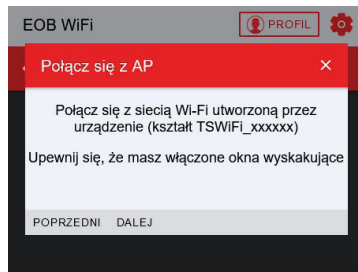 EOB WiFi
PROFIL
Połącz się z AP
×
Połącz się z siecią Wi-Fi utworzoną przez
urządzenie (kształt TSWiFi_xxxxxx)
Upewnij się, że masz włączone okna wyskakujące
POPRZEDNI DALEJ